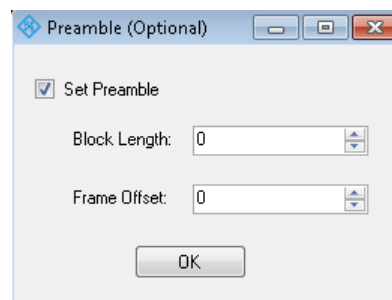 Preamble (Optional)
Set Preamble
Block Length: 0
Frame Offset: 0
OK